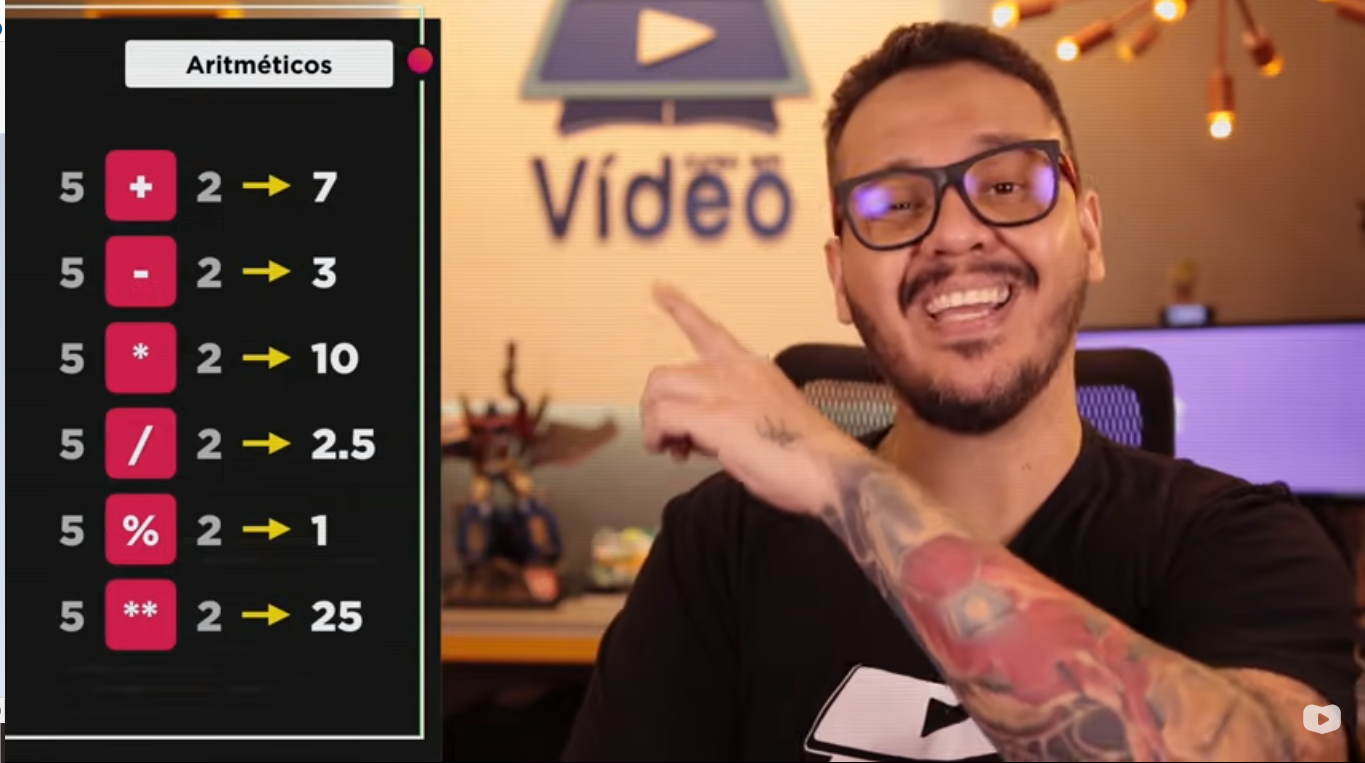 Aritméticos
5 + 2 → 7
5 - 2 → 3
5 * 2 → 10
5 / 2 → 2.5
5 % 2 → 1
5 ** 2 → 25
Vídeo